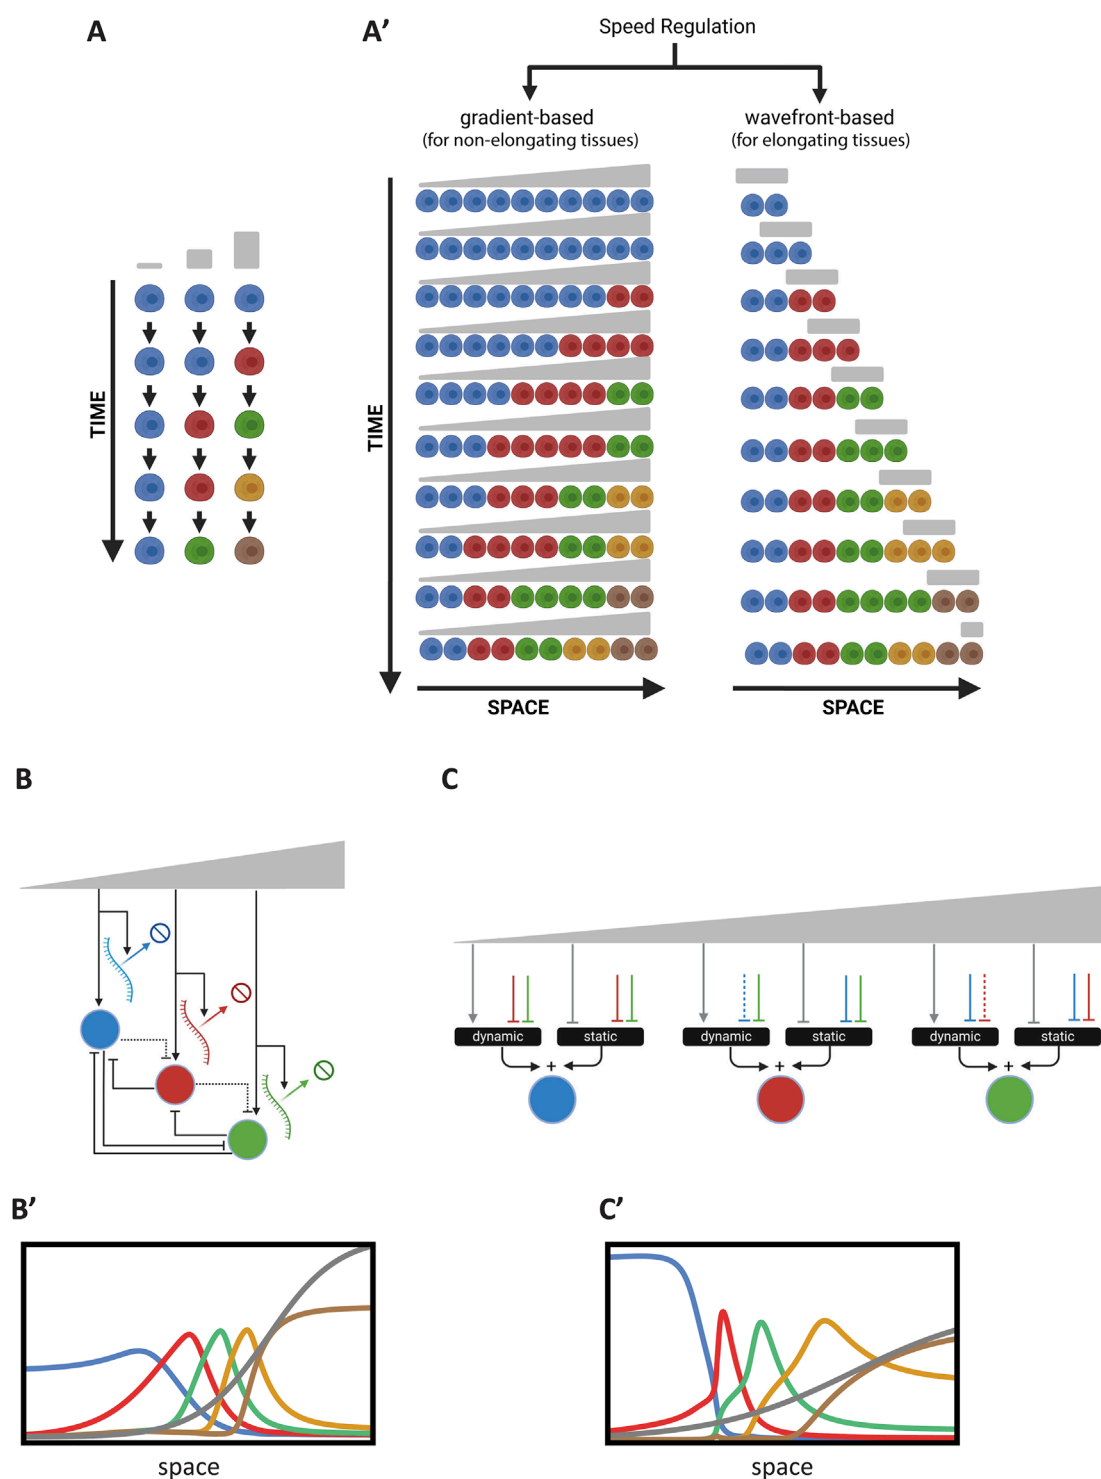 A
A’
Speed Regulation
gradient-based
(for non-elongating tissues)
wavefront-based
(for elongating tissues)
TIME
TIME
SPACE
SPACE
B
C
dynamic
static
dynamic
static
dynamic
static
+
+
+
B’
C’
space
space